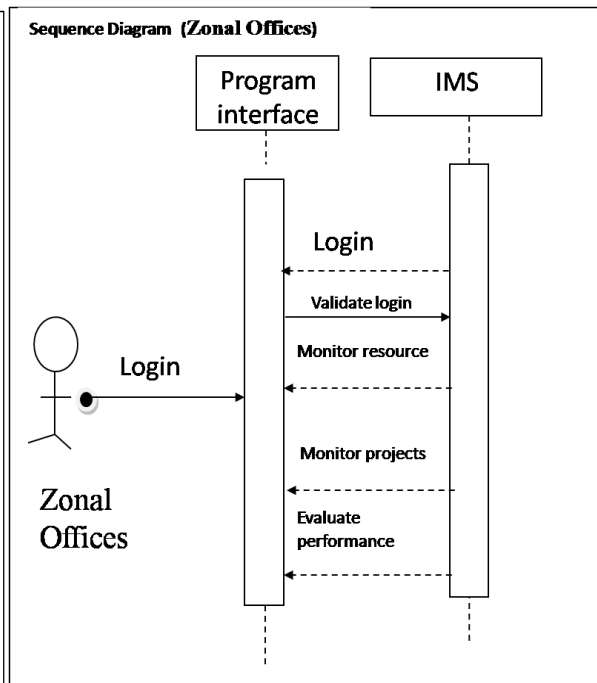 Sequence Diagram (Zonal Offices)
Program
interface
IMS
Login
Validate login
Monitor resource
Login
Monitor projects
Zonal
Offices
Evaluate
performance